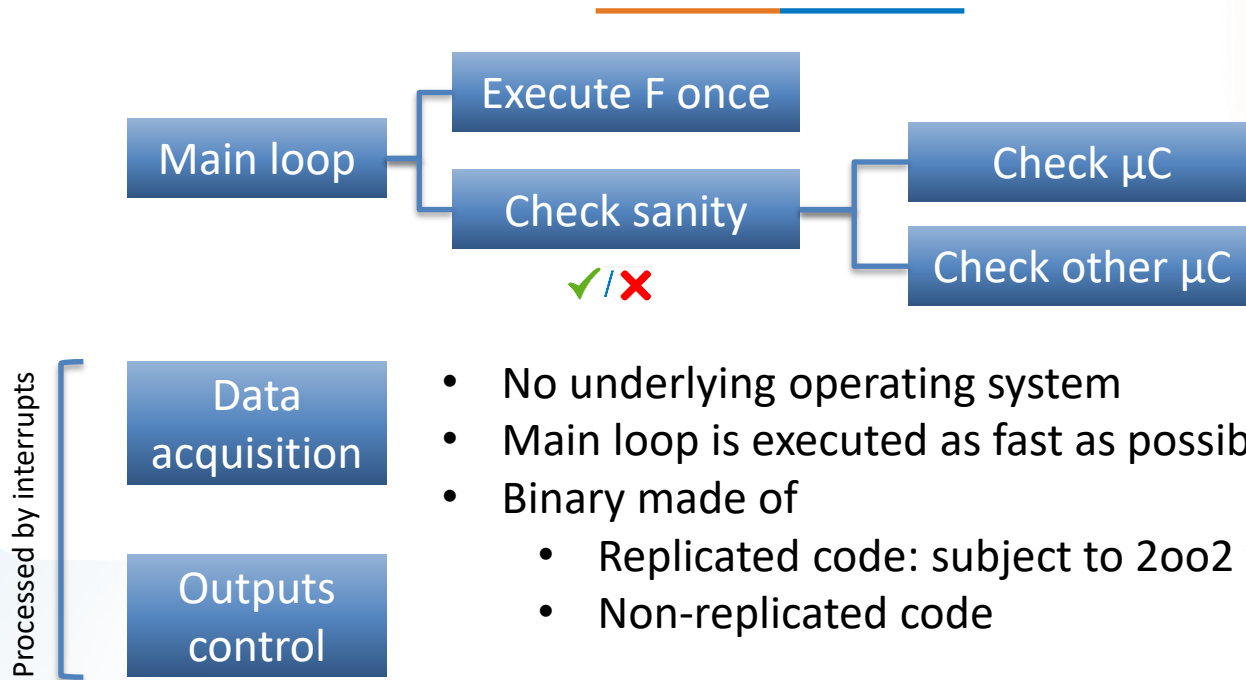 Execute F once
Main loop
Check µC
Check sanity
Check other µC
/
Processed by interrupts
Data
acquisition
Outputs
control
• No underlying operating system
• Main loop is executed as fast as
• Binary made of
• Replicated code: subject to 2oo2
• Non-replicated code